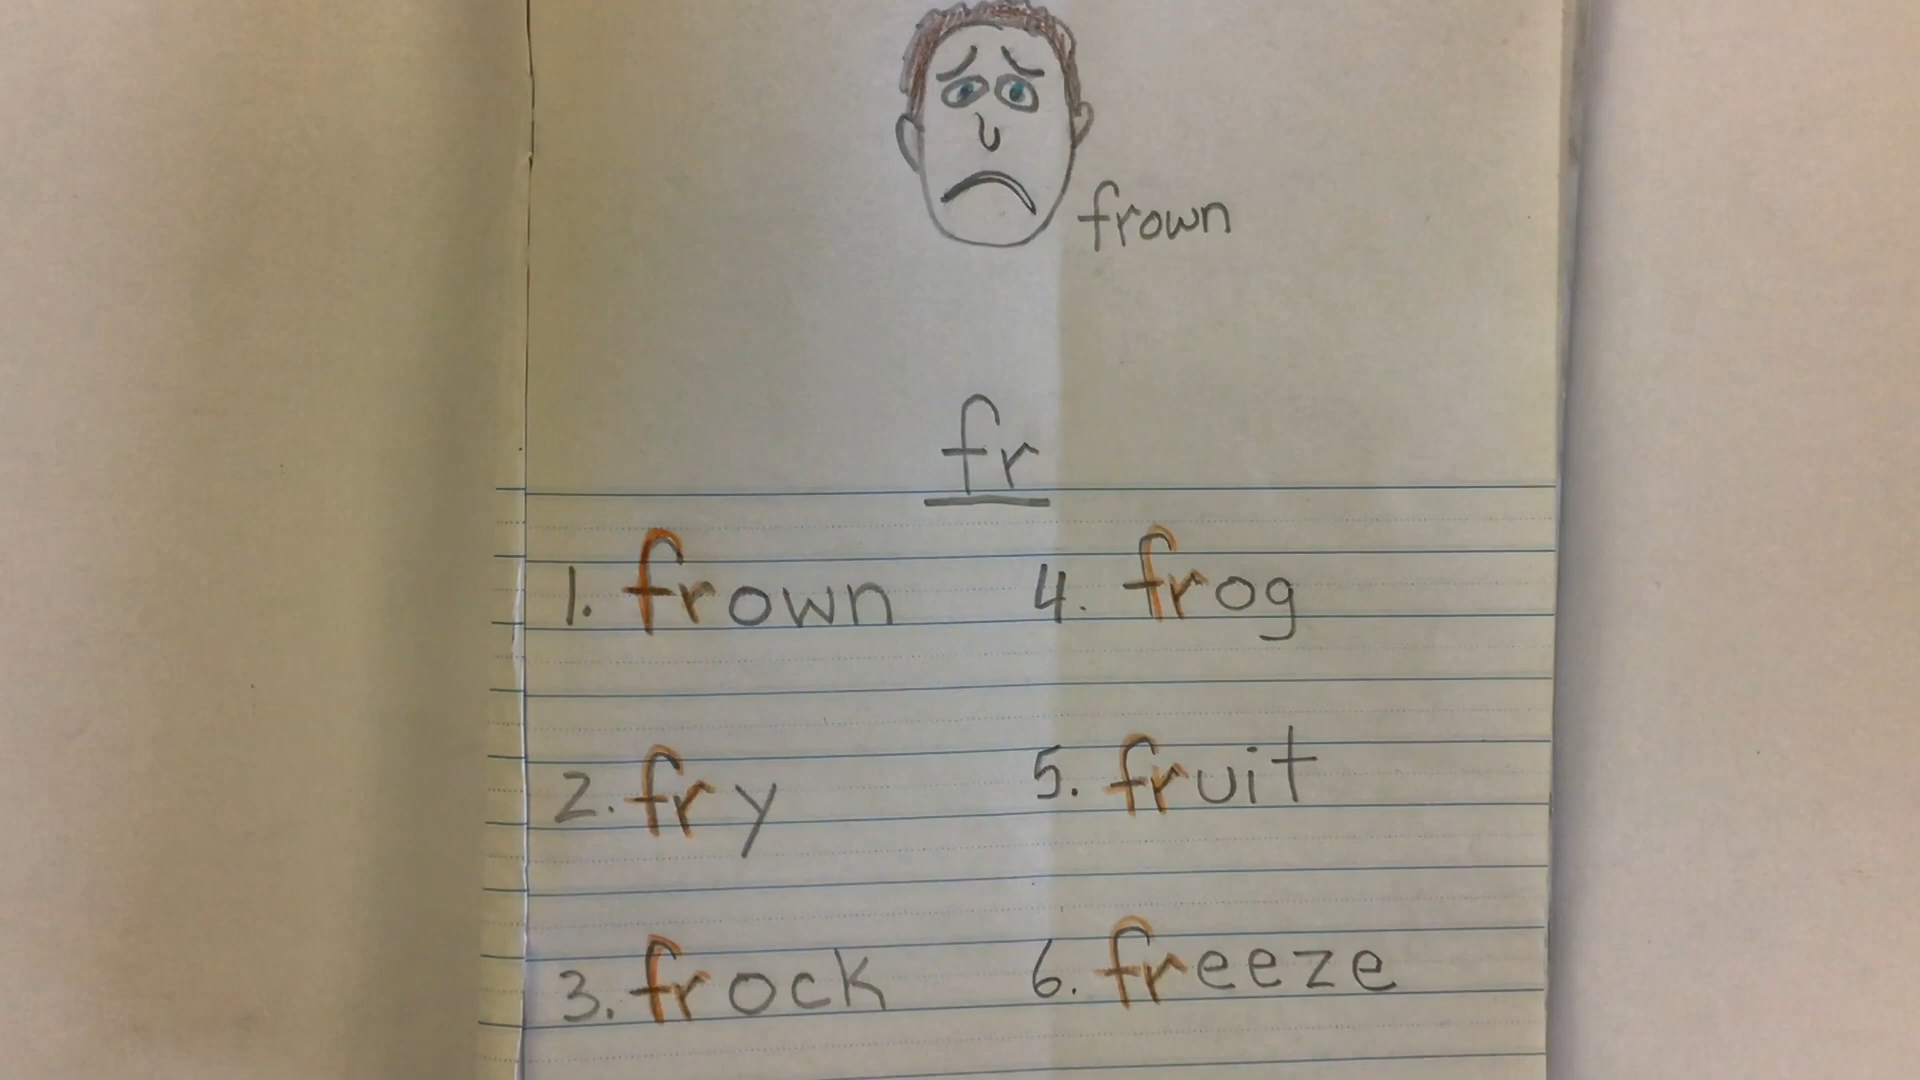 frown
fr
1. frown
2. fry
3. frock
4. frog
5. fruit
6. freeze